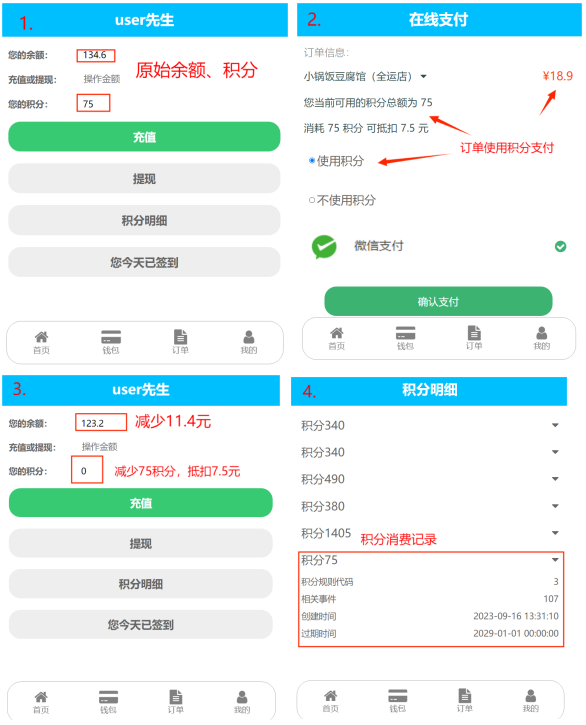 1.
user先生
您的余额：
134.6
充值或提现：
操作金额
原始余额、积分
您的积分：
75
充值
提现
积分明细
您今天已签到
首页
钱包
订单
我的
2.
在线支付
订单信息：
小锅饭豆腐馆（全运店）
¥18.9
您当前可用的积分总额为 75
消耗 75 积分 可抵扣 7.5 元
订单使用积分支付
使用积分
不使用积分
微信支付
确认支付
首页
钱包
订单
我的
3.
user先生
您的余额：
123.2
减少11.4元
充值或提现：
操作金额
您的积分：
0
减少75积分，抵扣7.5元
充值
提现
积分明细
您今天已签到
首页
钱包
订单
我的
4.
积分明细
积分340
积分340
积分490
积分380
积分1405
积分消费记录
积分75
积分规则代码
3
相关事件
107
创建时间
2023-09-16 13:31:10
过期时间
2029-01-01 00:00:00
首页
钱包
订单
我的